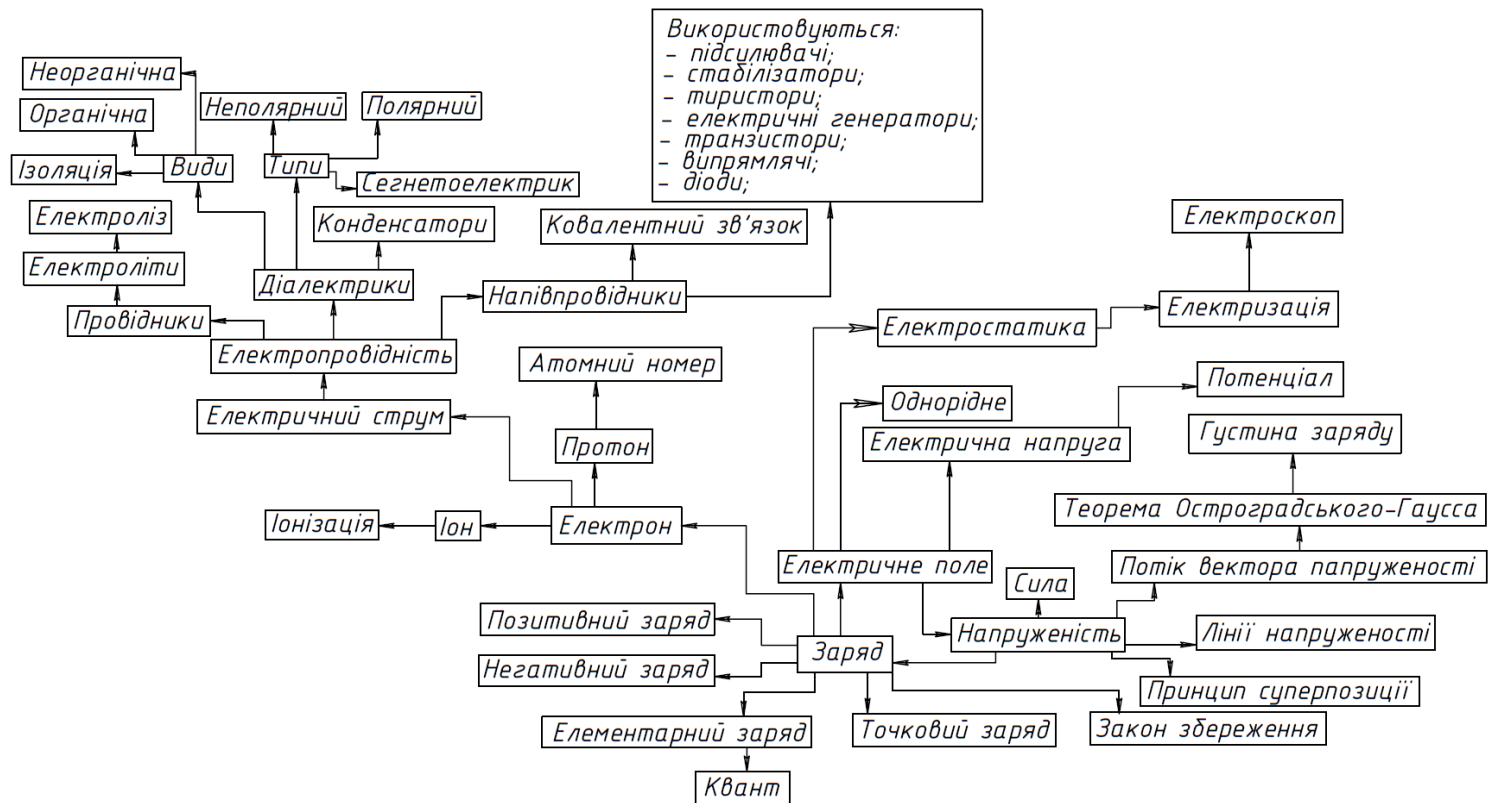 Використовуються:
- підсилювачі;
- стабілізатори;
- тиристори;
- електричні генератори;
- транзистори;
- випрямлячі;
- діоди;
Неорганічна
Органічна
Неполярний
Полярний
Ізоляція
Види
Типи
Сегнетоелектрик
Електроліз
Конденсатори
Ковалентний зв'язок
Електроскоп
Електроліти
Діалектрики
Напівпровідники
Електризація
Провідники
Електростатика
Електропровідність
Атомний номер
Потенціал
Електричний струм
Однорідне
Протон
Електрична напруга
Густина заряду
Теорема Остроградського-Гаусса
Іонізація
Іон
Електрон
Електричне поле
Потік вектора папруженості
Сила
Позитивний заряд
Заряд
Напруженість
Лінії напруженості
Негативний заряд
Принцип суперпозиції
Елементарний заряд
Точковий заряд
Закон збереження
Квант